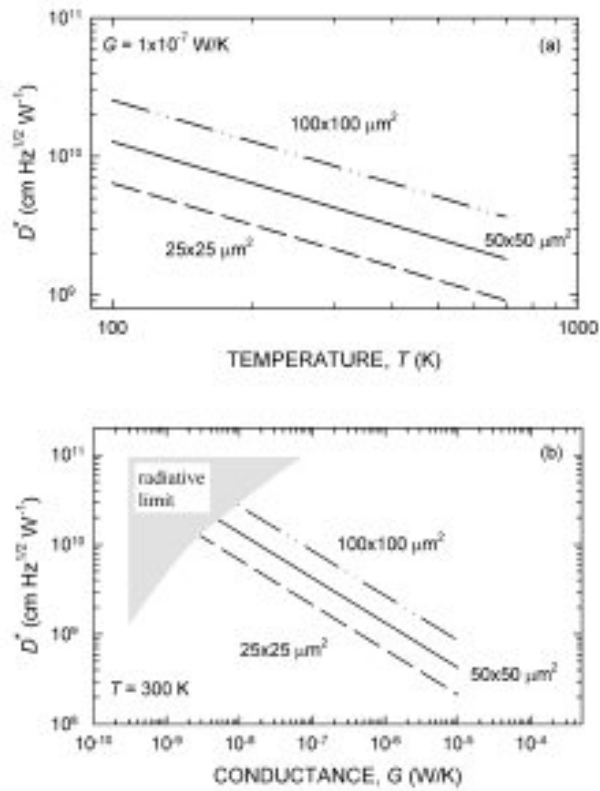 10¹¹
G = 1x10⁻⁷ W/K
(a)
100x100 μm²
10¹⁰
D* (cm Hz^1/2 W⁻¹)
50x50 μm²
25x25 μm²
10⁹
100
1000
TEMPERATURE, T (K)
10¹¹
(b)
radiative
limit
10¹⁰
100x100 μm²
D* (cm Hz^1/2 W⁻¹)
10⁹
25x25 μm²
50x50 μm²
T = 300 K
10⁸
10⁻¹⁰ 10⁻⁹ 10⁻⁸ 10⁻⁷ 10⁻⁶ 10⁻⁵ 10⁻⁴
CONDUCTANCE, G (W/K)